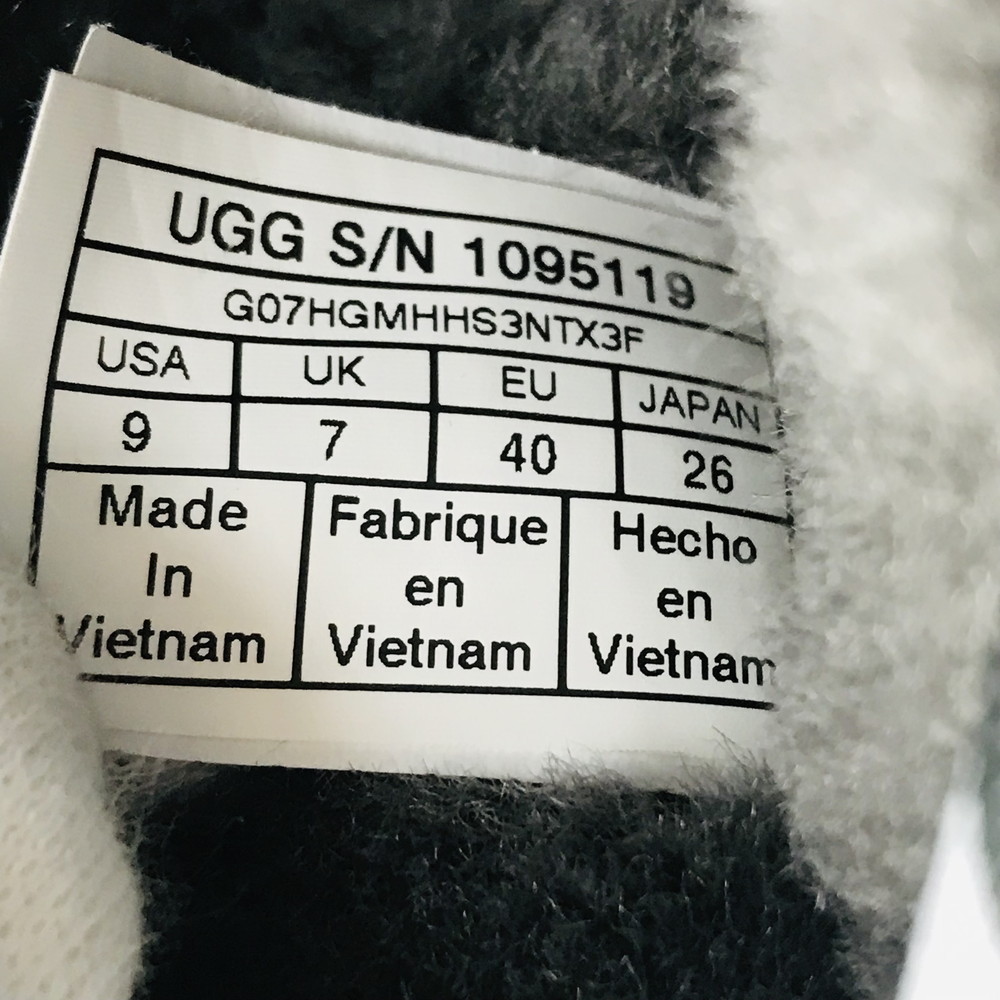 UGG S/N 1095119
G07HGMHHS3NTX3F
USA UK EU JAPAN
9 7 40 26
Made
In
Vietnam
Fabrique
en
Vietnam
Hecho
en
Vietnam